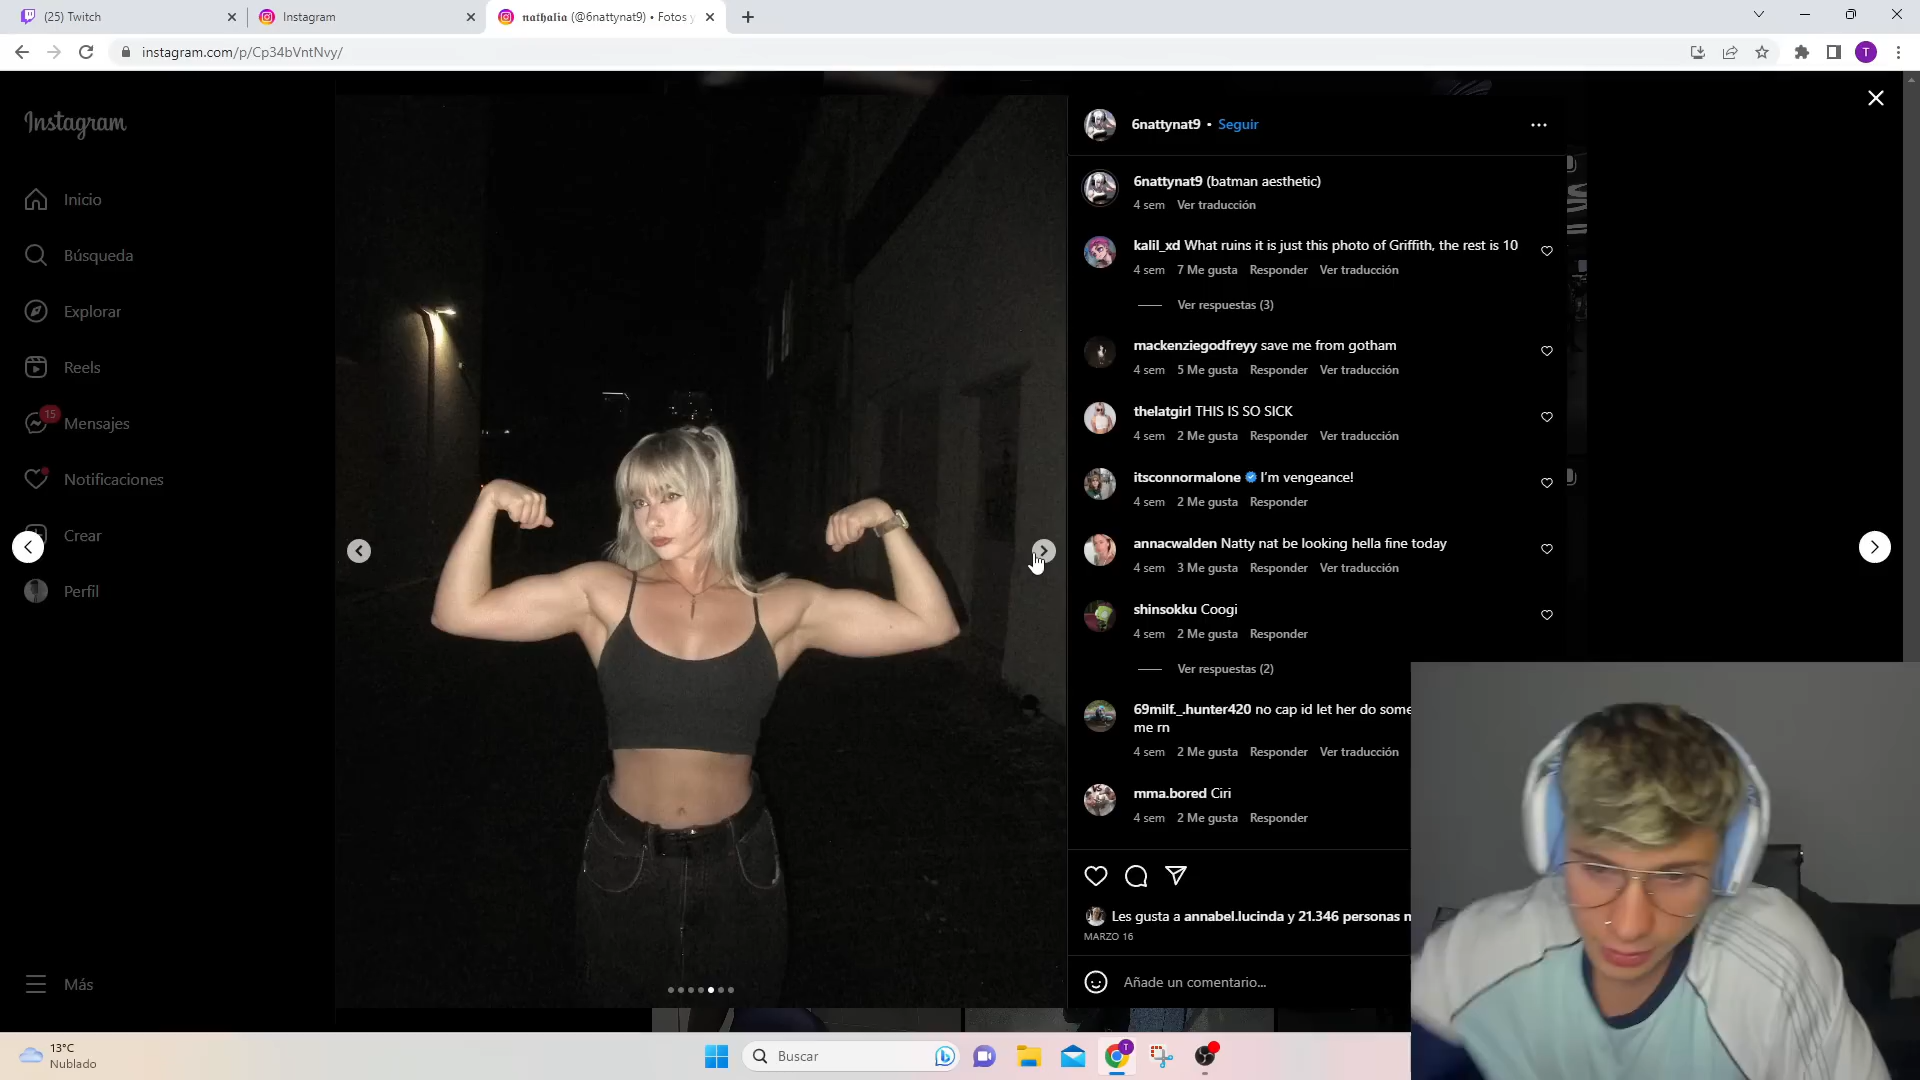 (25) Twitch
Instagram
nathalia (@6nattynat9) • Fotos y
instagram.com/p/Cp34bVntNvy/
T
Instagram
Inicio
Búsqueda
Explorar
Reels
15
Mensajes
Notificaciones
Crear
Perfil
Más
6nattynat9 • Seguir
6nattynat9 (batman aesthetic)
4 sem Ver traducción
kalil_xd What ruins it is just this photo of Griffith, the rest is 10
4 sem 7 Me gusta Responder Ver traducción
Ver respuestas (3)
mackenziegodfreyy save me from gotham
4 sem 5 Me gusta Responder Ver traducción
thelatgirl THIS IS SO SICK
4 sem 2 Me gusta Responder Ver traducción
itsconnormalone I'm vengeance!
4 sem 2 Me gusta Responder
annacwalden Natty nat be looking hella fine today
4 sem 3 Me gusta Responder Ver traducción
shinsokku Coogi
4 sem 2 Me gusta Responder
Ver respuestas (2)
69milf._.hunter420 no cap id let her do some
me rn
4 sem 2 Me gusta Responder Ver traducción
mma.bored Ciri
4 sem 2 Me gusta Responder
Les gusta a annabel.lucinda y 21.346 personas
MARZO 16
Añade un comentario...
13°C
Nublado
Buscar
T